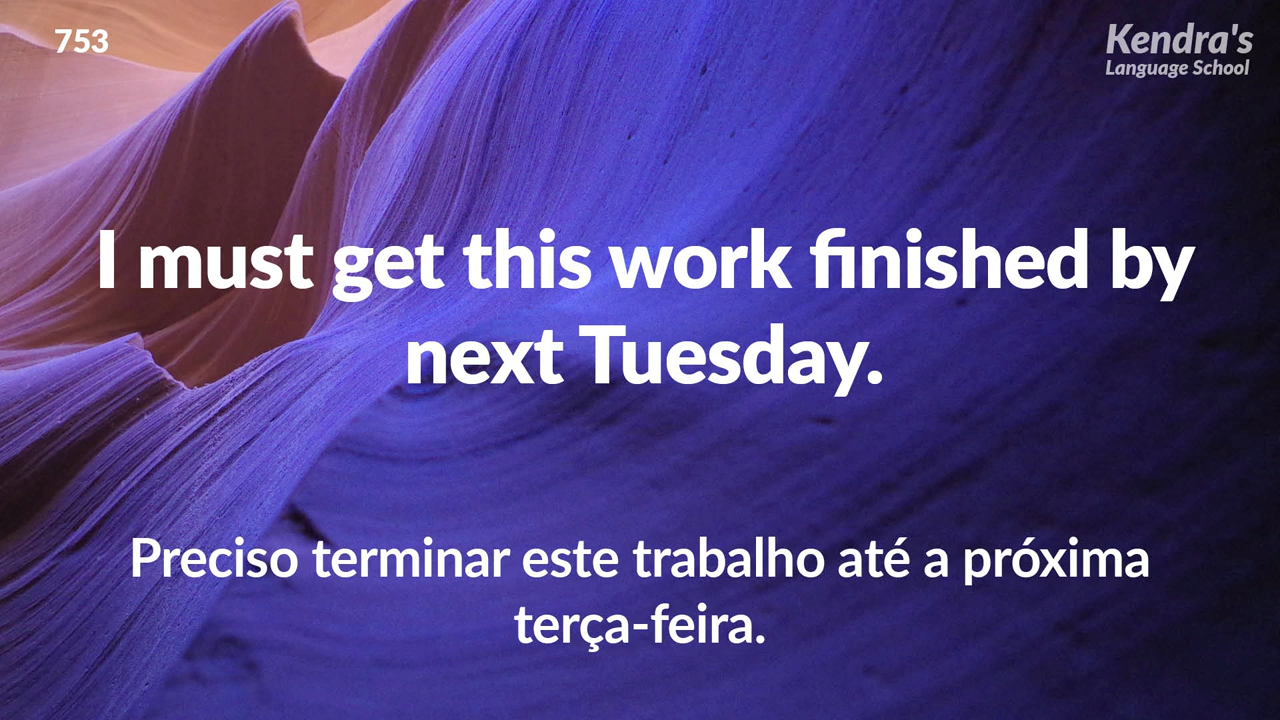 753
Kendra's
Language School
I must get this work finished by
next Tuesday.
Preciso terminar este trabalho até a próxima
terça-feira.